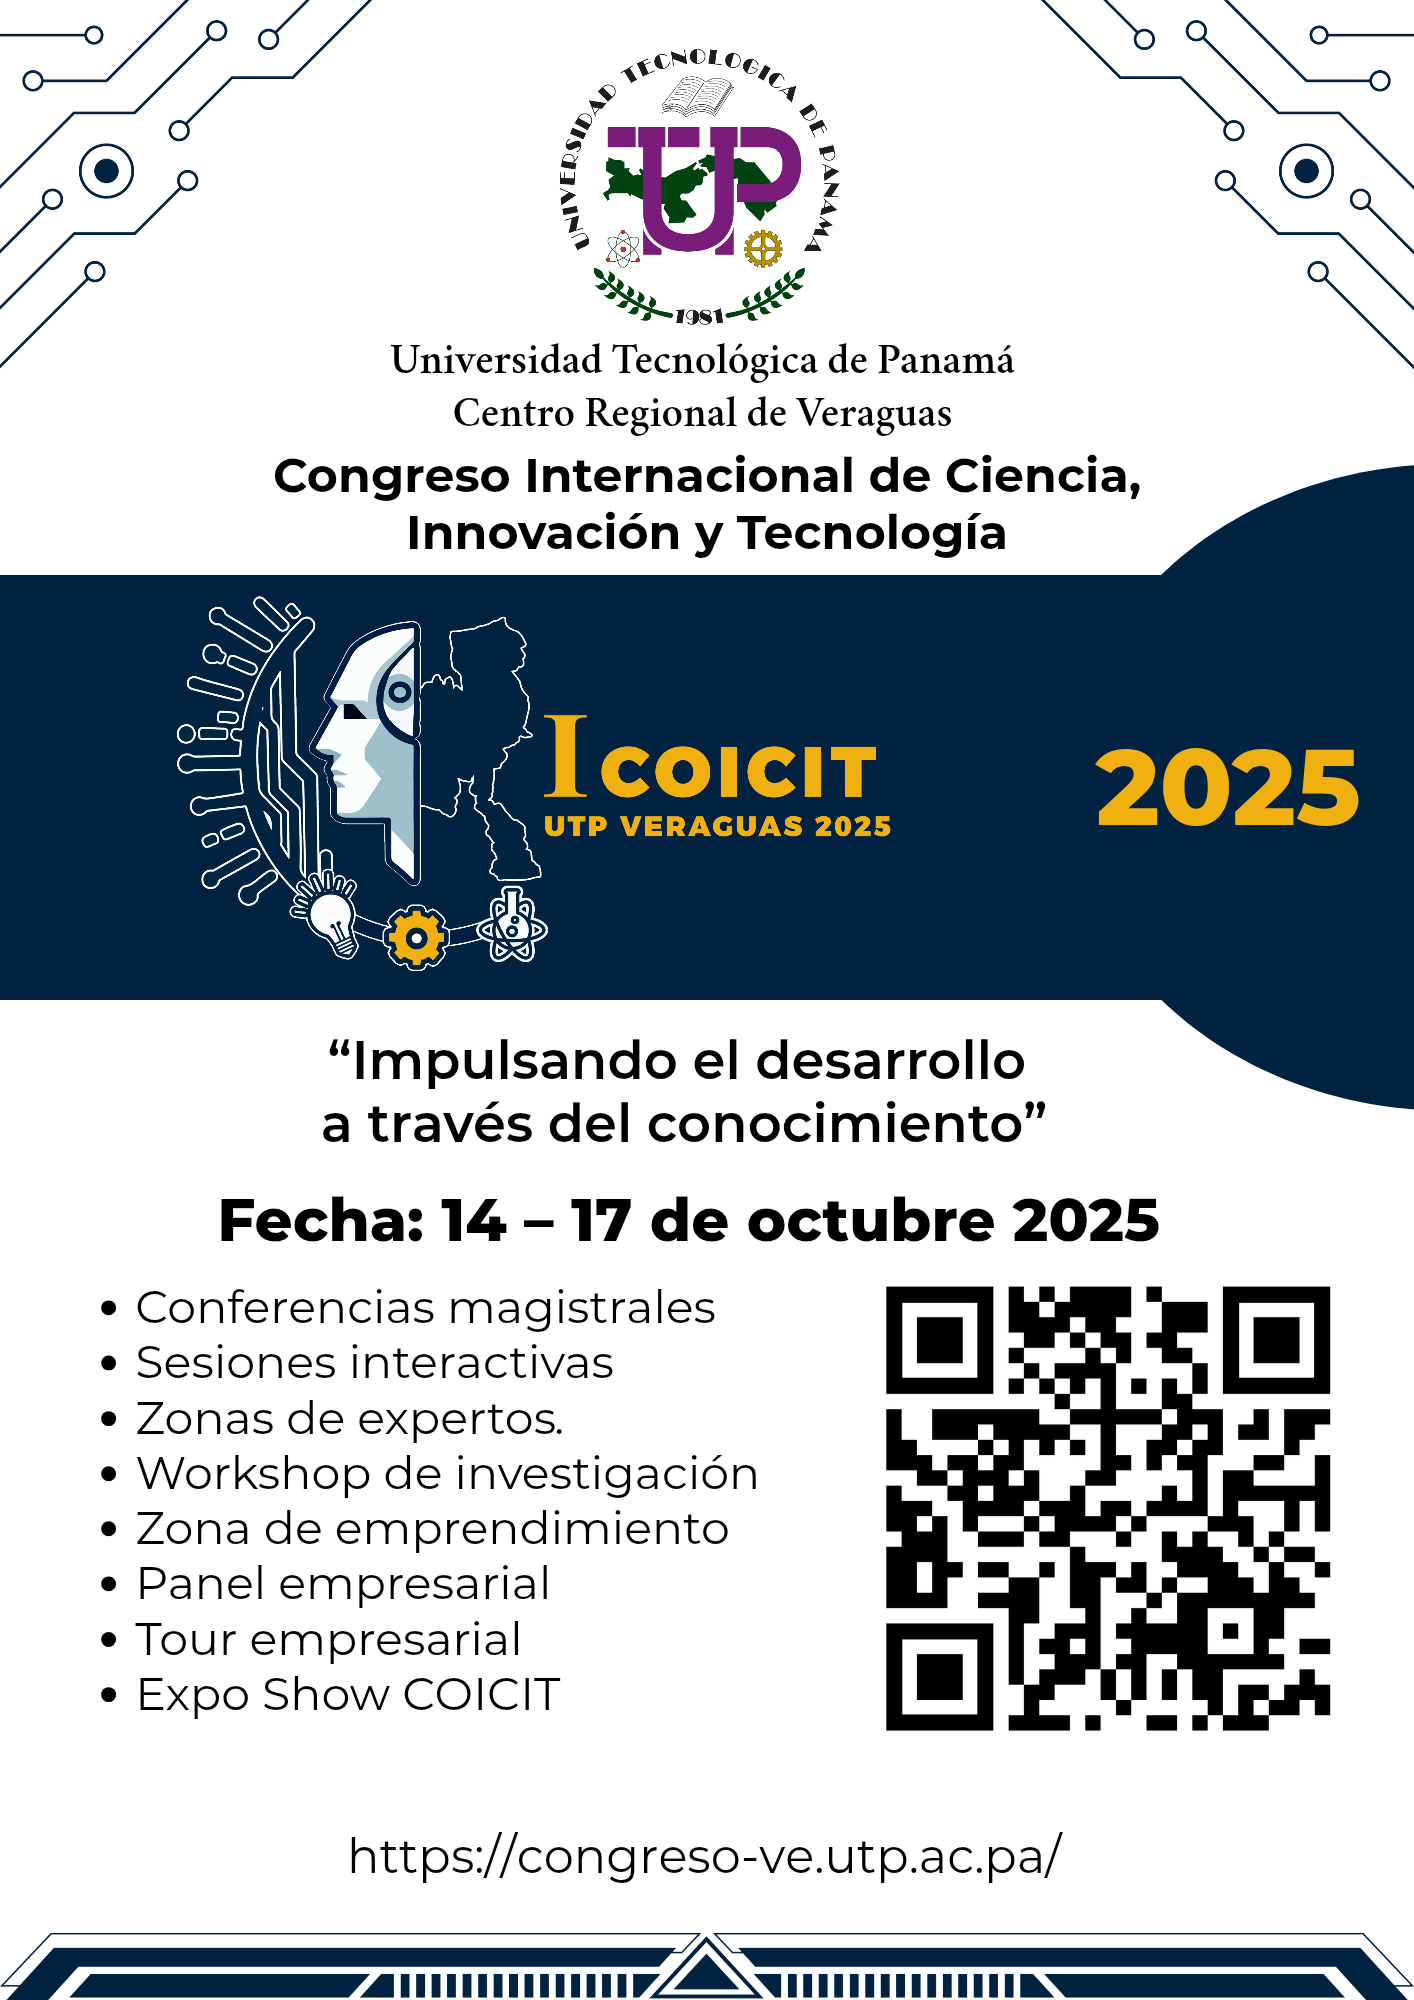 UNIVERSIDAD TECNOLOGICA DE PANAMA
UTP
1981
Universidad Tecnológica de Panamá
Centro Regional de Veraguas
Congreso Internacional de Ciencia,
Innovación y Tecnología
I COICIT
UTP VERAGUAS 2025
2025
“Impulsando el desarrollo
a través del conocimiento”
Fecha: 14 – 17 de octubre 2025
• Conferencias magistrales
• Sesiones interactivas
• Zonas de expertos.
• Workshop de investigación
• Zona de emprendimiento
• Panel empresarial
• Tour empresarial
• Expo Show COICIT
https://congreso-ve.utp.ac.pa/